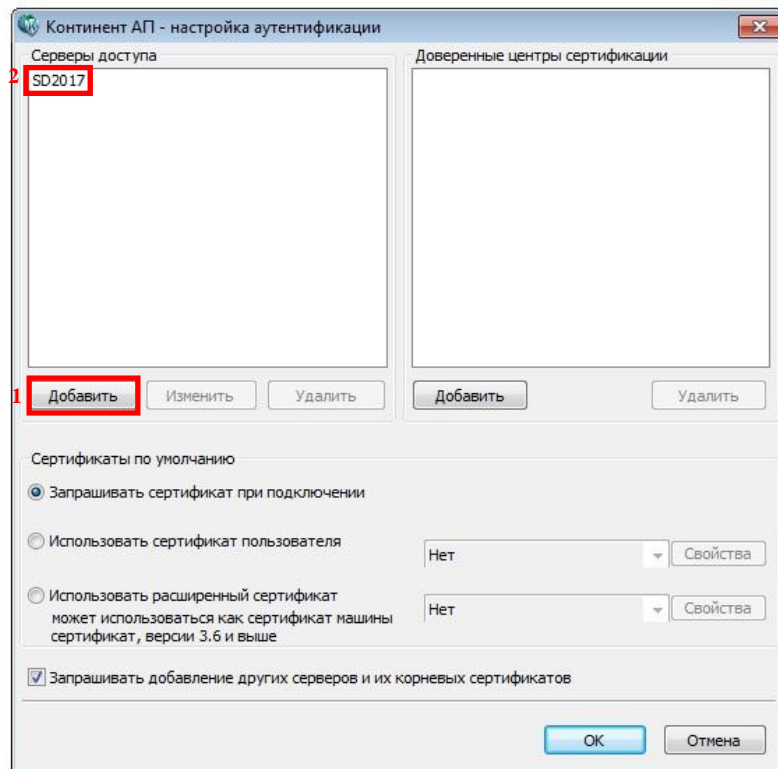 Континент АП - настройка аутентификации
Серверы доступа
Доверенные центры сертификации
2
SD2017
1
Добавить
Изменить
Удалить
Добавить
Удалить
Сертификаты по умолчанию
Запрашивать сертификат при подключении
Использовать сертификат пользователя
Нет
Свойства
Использовать расширенный сертификат
может использоваться как сертификат машины
сертификат, версии 3.6 и выше
Нет
Свойства
Запрашивать добавление других серверов и их корневых сертификатов
ОК
Отмена